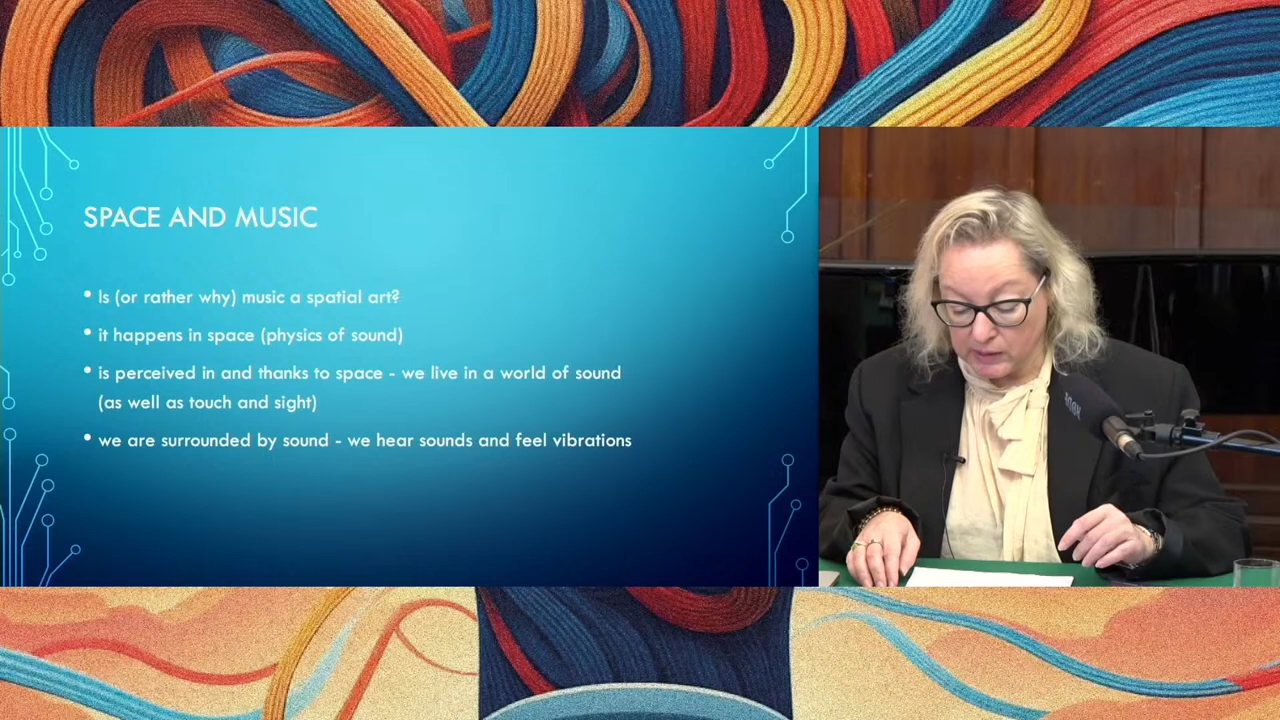 SPACE AND MUSIC
• Is (or rather why) music a spatial art?
• it happens in space (physics of sound)
• is perceived in and thanks to space - we live in a world of sound
(as well as touch and sight)
• we are surrounded by sound - we hear sounds and feel vibrations